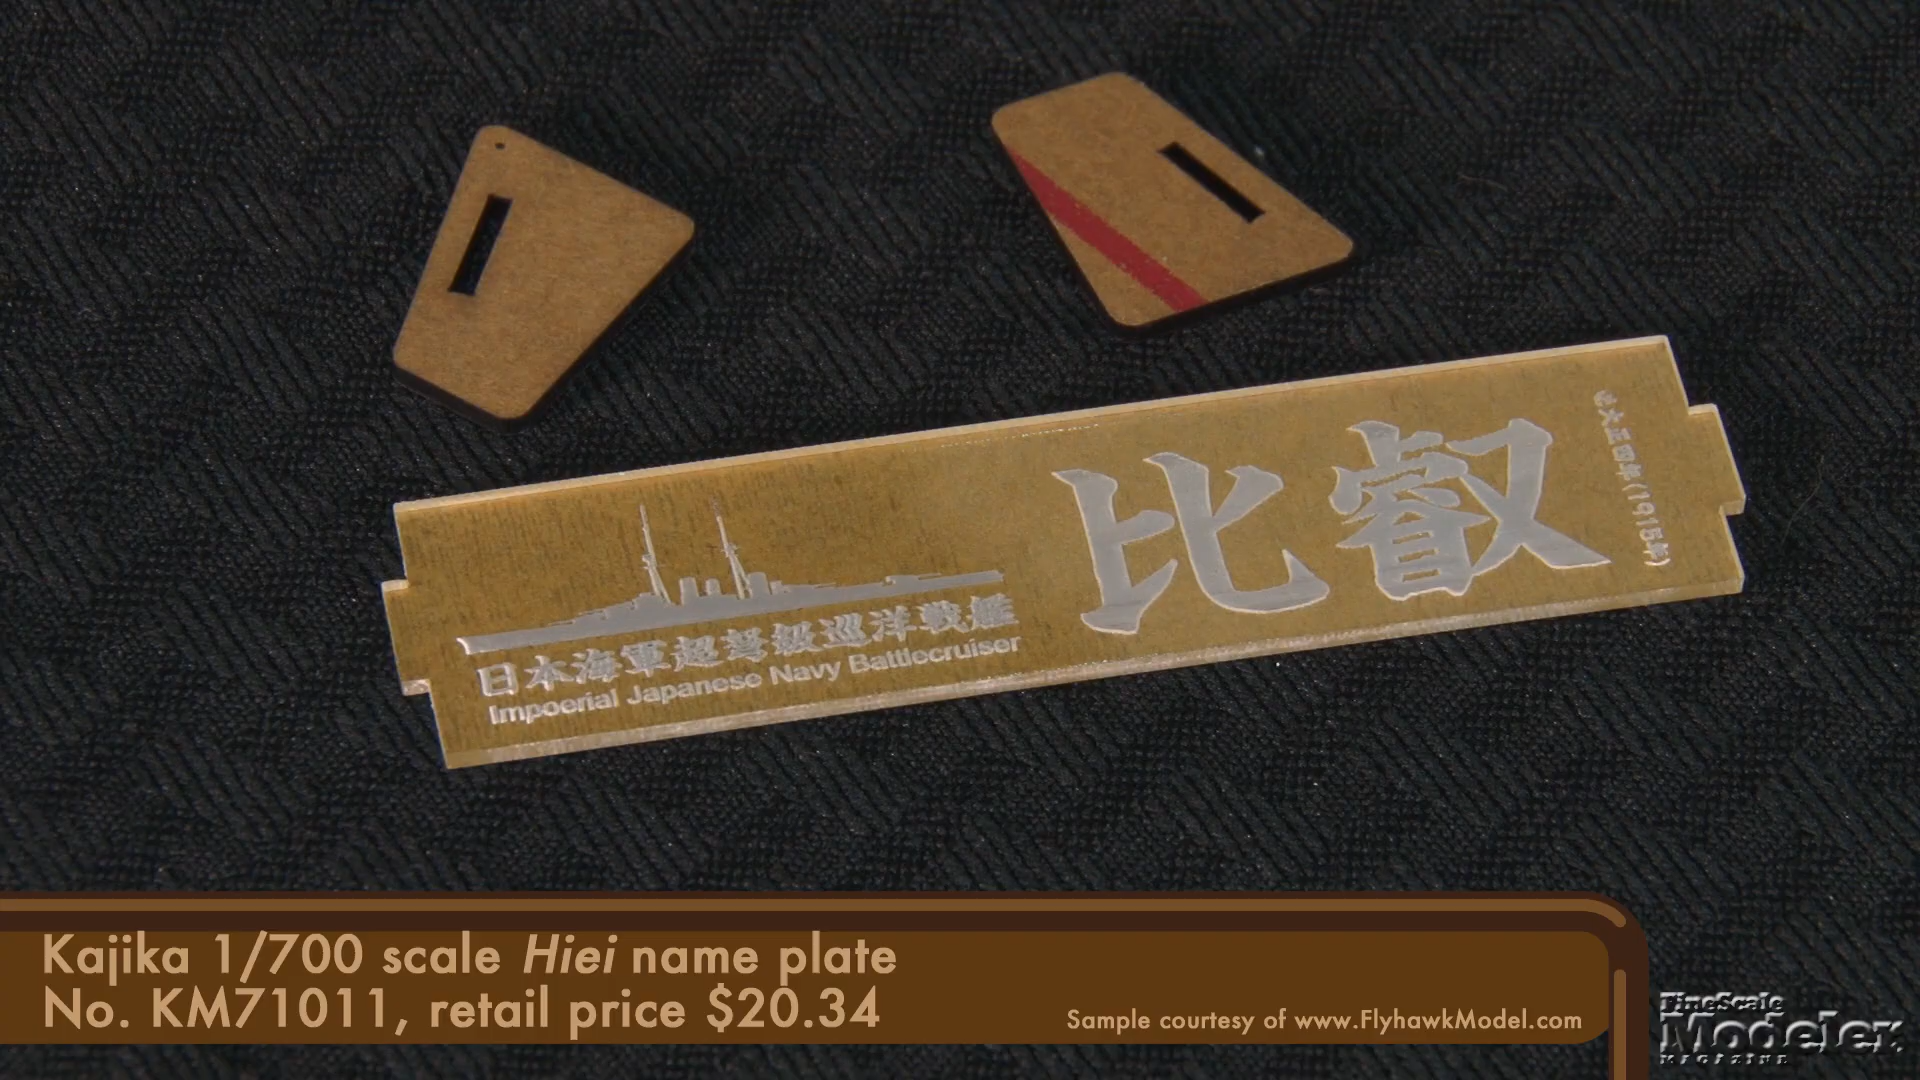 比叡
大正四年(1915年)
日本海軍超弩級巡洋戦艦
Impoerial Japanese Navy Battlecruiser
Kajika 1/700 scale Hiei name plate
No. KM71011, retail price $20.34
Sample courtesy of www.FlyhawkModel.com
FineScale
Modeler
MAGAZINE